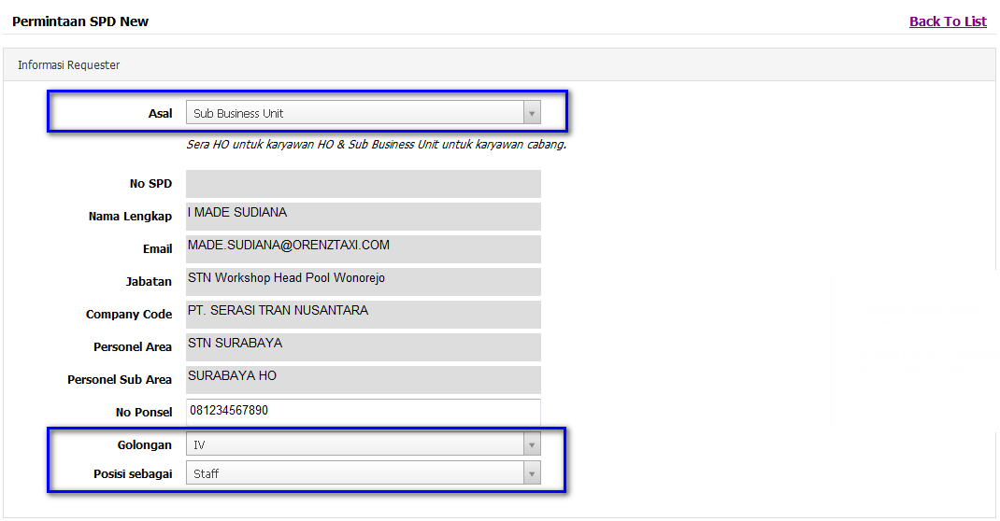 Permintaan SPD New Back To List
Informasi Requester
Asal Sub Business Unit
Sera HO untuk karyawan HO & Sub Business Unit untuk karyawan cabang.
No SPD
Nama Lengkap I MADE SUDIANA
Email MADE.SUDIANA@ORENZTAXI.COM
Jabatan STN Workshop Head Pool Wonorejo
Company Code PT. SERASI TRAN NUSANTARA
Personel Area STN SURABAYA
Personel Sub Area SURABAYA HO
No Ponsel 081234567890
Golongan IV
Posisi sebagai Staff